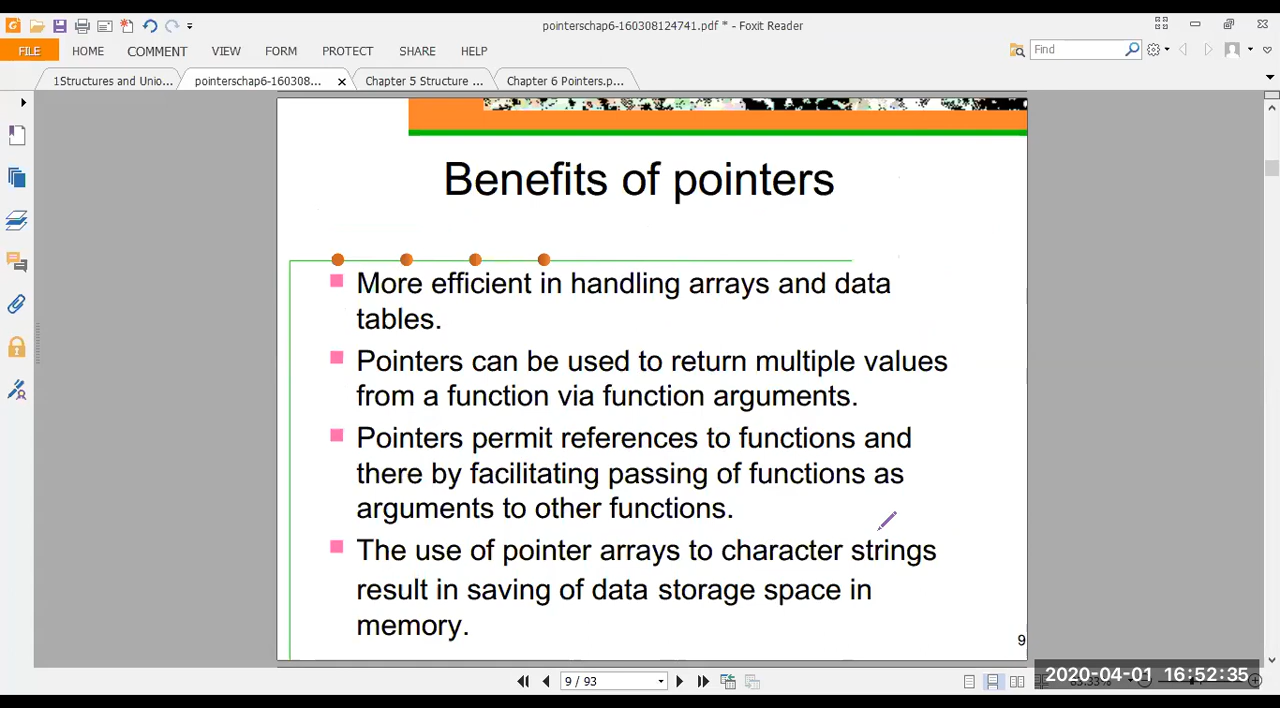 pointerschap6-160308124741.pdf * - Foxit Reader
FILE HOME COMMENT VIEW FORM PROTECT SHARE HELP Find
1Structures and Unio... pointerschap6-160308... Chapter 5 Structure ... Chapter 6 Pointers.p...
Benefits of pointers
More efficient in handling arrays and data
tables.
Pointers can be used to return multiple values
from a function via function arguments.
Pointers permit references to functions and
there by facilitating passing of functions as
arguments to other functions.
The use of pointer arrays to character strings
result in saving of data storage space in
memory.
9
9 / 93
2020-04-01 16:52:35